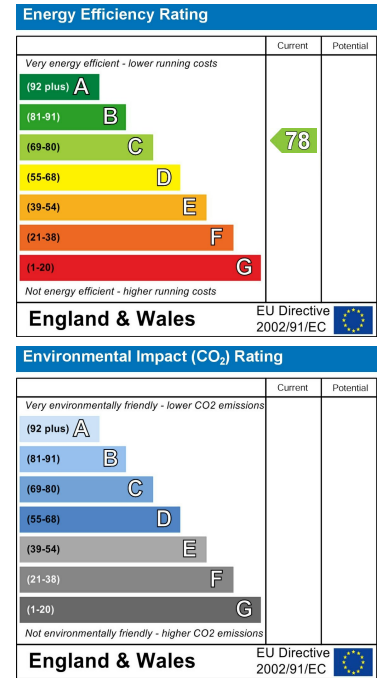 Energy Efficiency Rating
Current Potential
Very energy efficient - lower running costs
(92 plus) A
(81-91) B
(69-80) C
78
(55-68) D
(39-54) E
(21-38) F
(1-20) G
Not energy efficient - higher running costs
England & Wales
EU Directive
2002/91/EC
Environmental Impact (CO₂) Rating
Current Potential
Very environmentally friendly - lower CO2 emissions
(92 plus) A
(81-91) B
(69-80) C
(55-68) D
(39-54) E
(21-38) F
(1-20) G
Not environmentally friendly - higher CO2 emissions
England & Wales
EU Directive
2002/91/EC